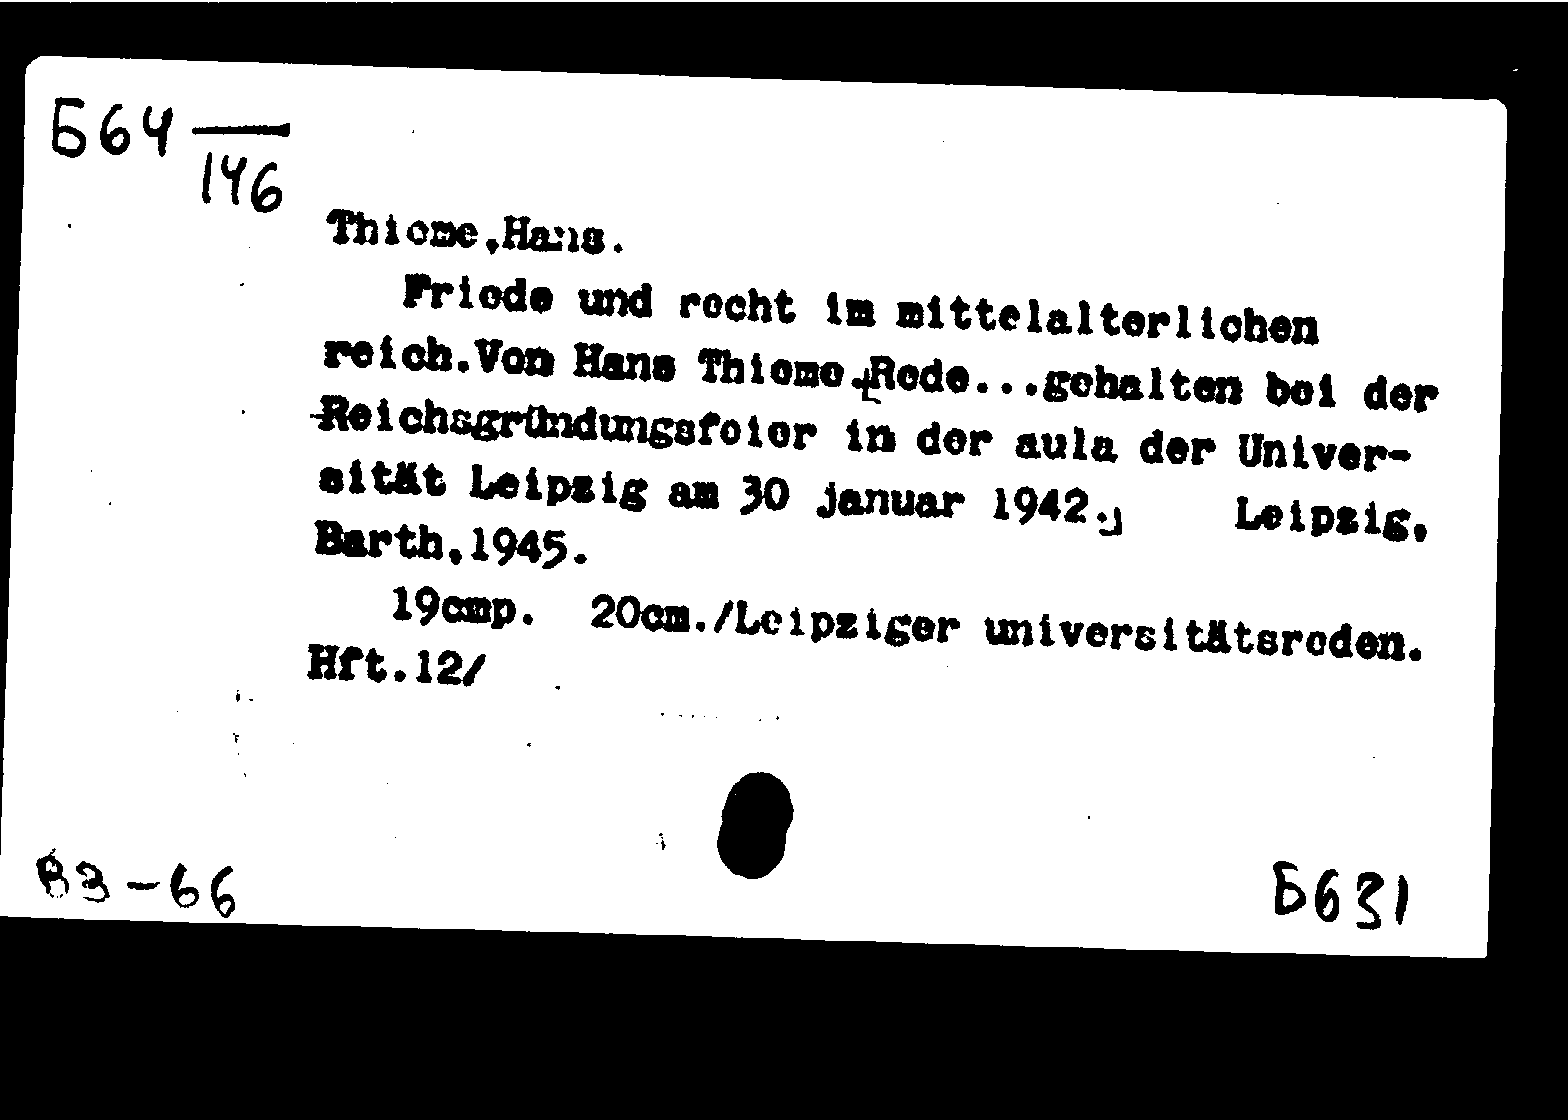 Б64 —
146
Thieme,Hans.
Friede und recht im mittelalterlichen
reich.Von Hans Thieme.[Rede...gehalten bei der
Reichsgründungsfeier in der aula der Univer-
sität Leipzig am 30 januar 1942.]   Leipzig,
Barth,1945.
19cmp.  20cm./Leipziger universitätsreden.
Hft.12/
В3-66
Б631